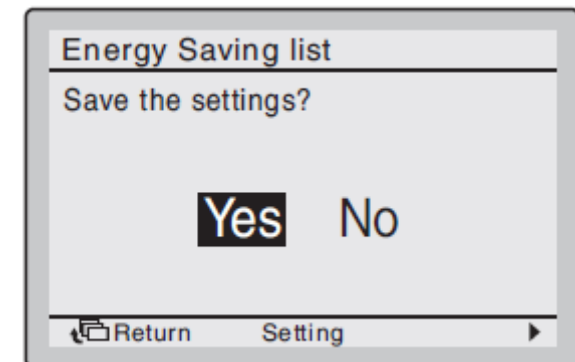 Energy Saving list
Save the settings?
Yes No
Return Setting